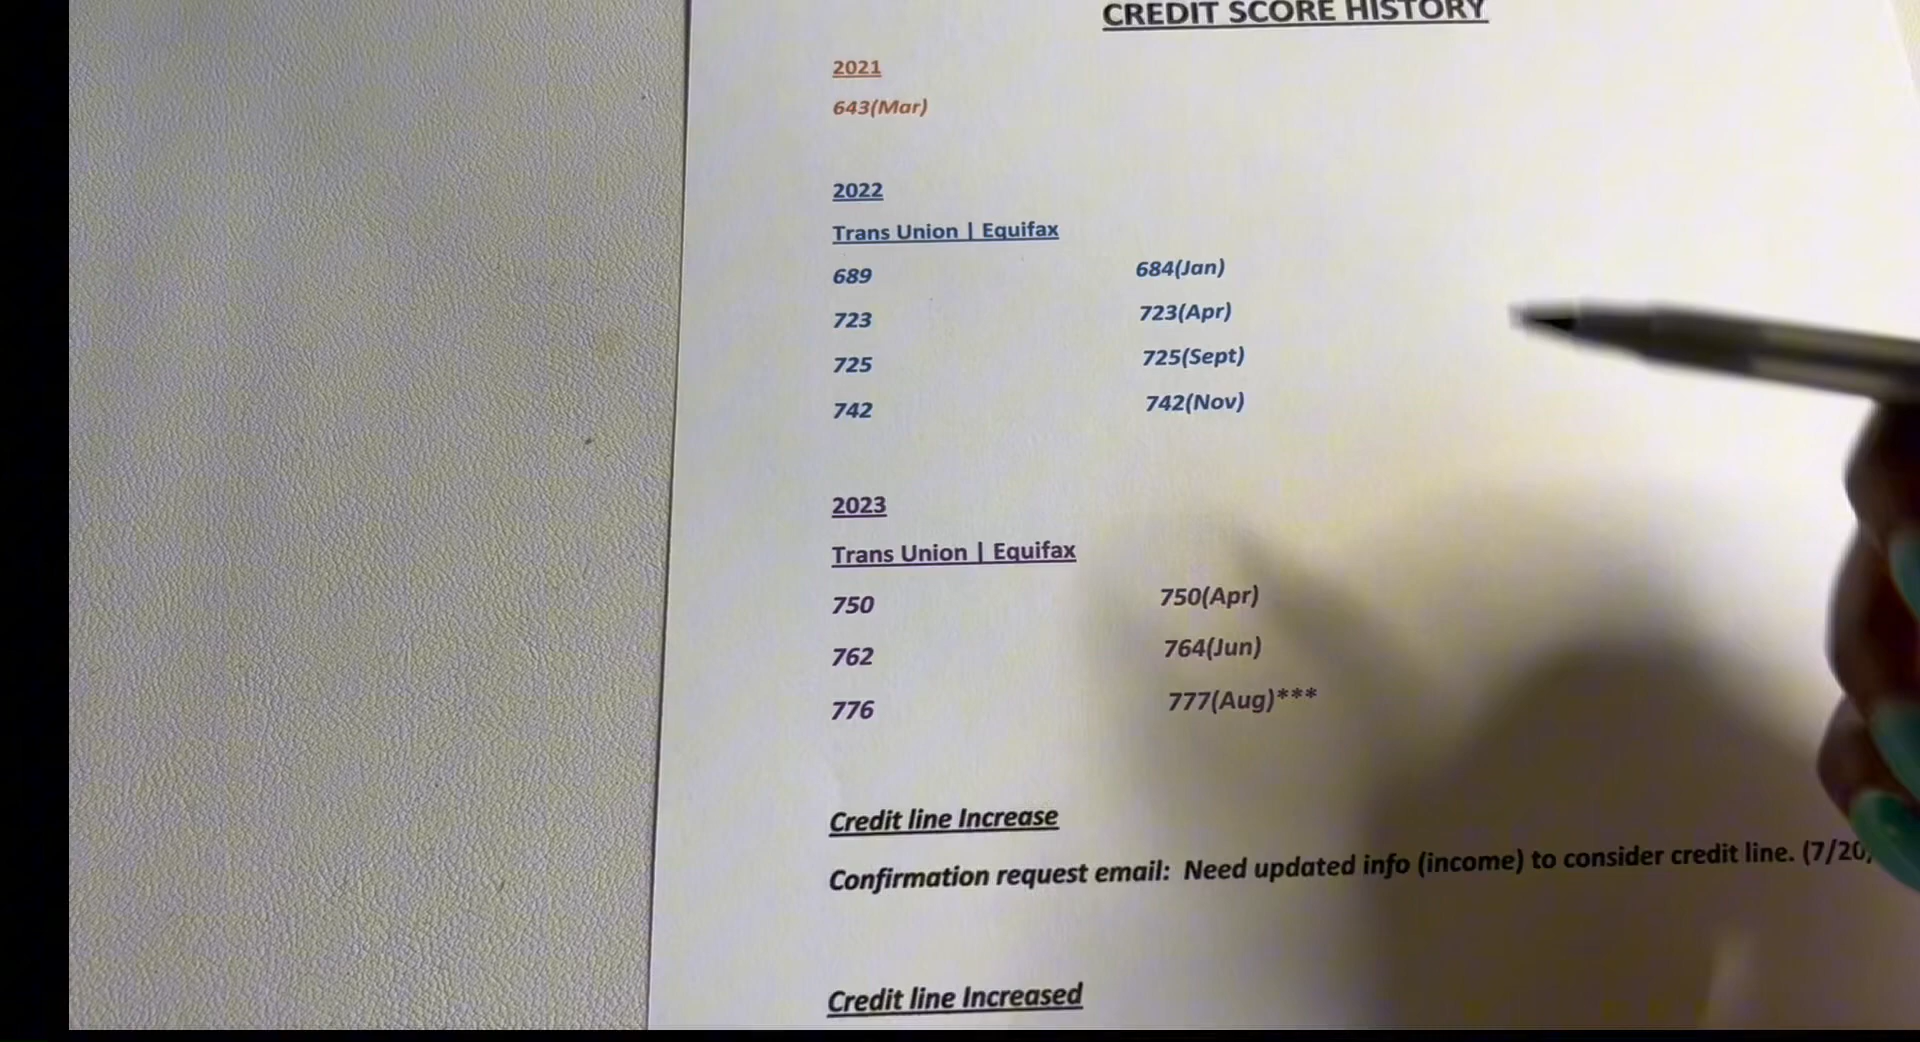 CREDIT SCORE HISTORY
2021
643(Mar)
2022
Trans Union | Equifax
689 684(Jan)
723 723(Apr)
725 725(Sept)
742 742(Nov)
2023
Trans Union | Equifax
750 750(Apr)
762 764(Jun)
776 777(Aug)***
Credit line Increase
Confirmation request email: Need updated info (income) to consider credit line. (7/20
Credit line Increased